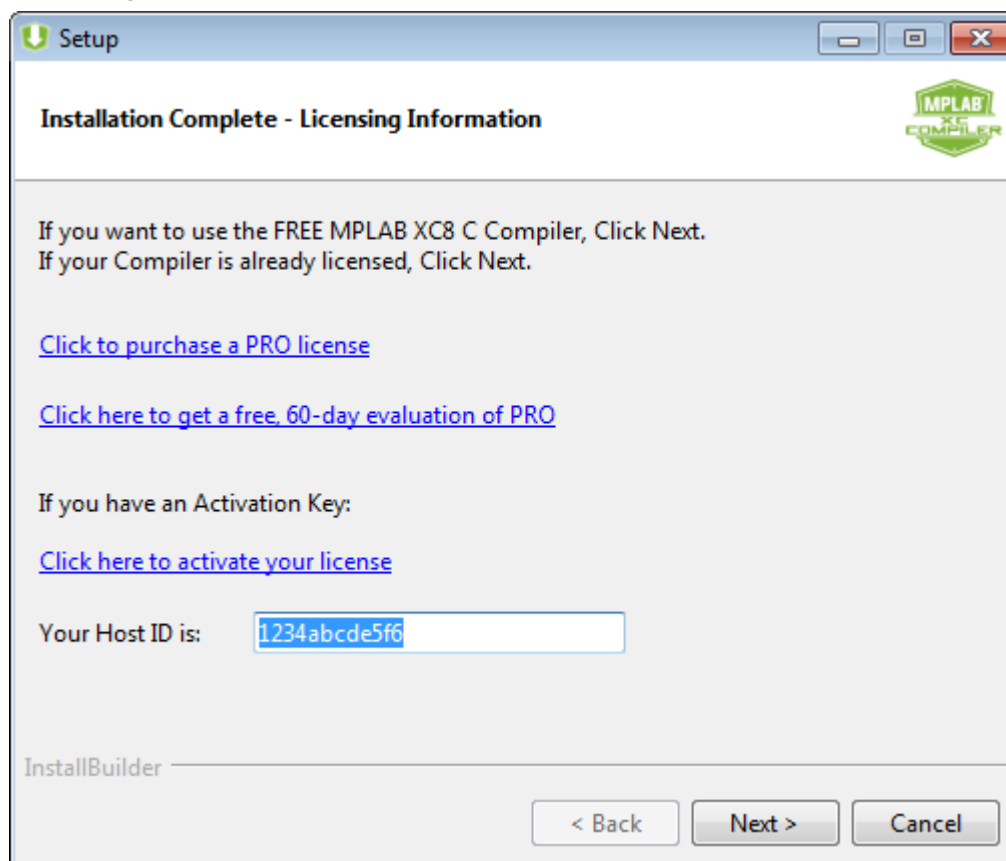 Setup
Installation Complete - Licensing Information
MPLAB
XC
COMPILER
If you want to use the FREE MPLAB XC8 C Compiler, Click Next.
If your Compiler is already licensed, Click Next.
Click to purchase a PRO license
Click here to get a free, 60-day evaluation of PRO
If you have an Activation Key:
Click here to activate your license
Your Host ID is: 1234abcde5f6
InstallBuilder
< Back Next > Cancel